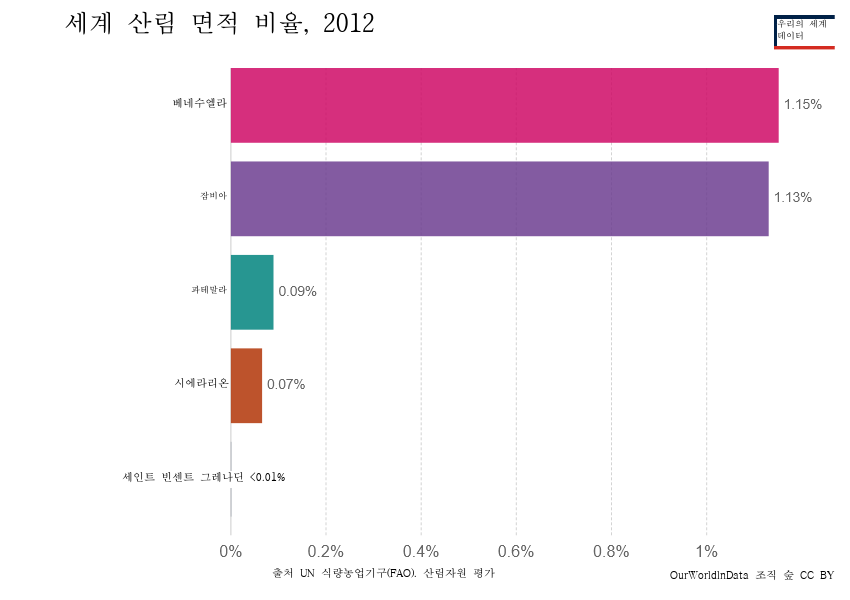 세계 산림 면적 비율, 2012
우리의 세계
데이터
베네수엘라
1.15%
잠비아
1.13%
과테말라
0.09%
시에라리온
0.07%
세인트 빈센트 그레나딘 <0.01%
0% 0.2% 0.4% 0.6% 0.8% 1%
출처 UN 식량농업기구(FAO). 산림자원 평가
OurWorldInData 조직 숲 CC BY